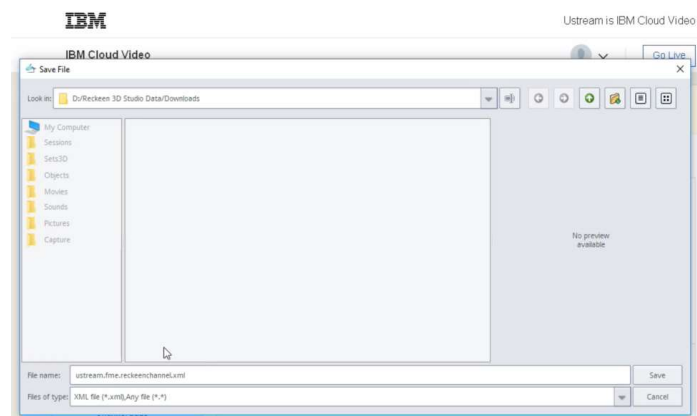 IBM
Ustream is IBM Cloud Video
IBM Cloud Video
Go Live
Save File
Look in: D:/Reckeen 3D Studio Data/Downloads
My Computer
Sessions
Sets3D
Objects
Movies
Sounds
Pictures
Capture
No preview
available
File name: ustream.fme.reckeenchannel.xml
Save
Files of type: XML file (*.xml),Any file (*.*)
Cancel